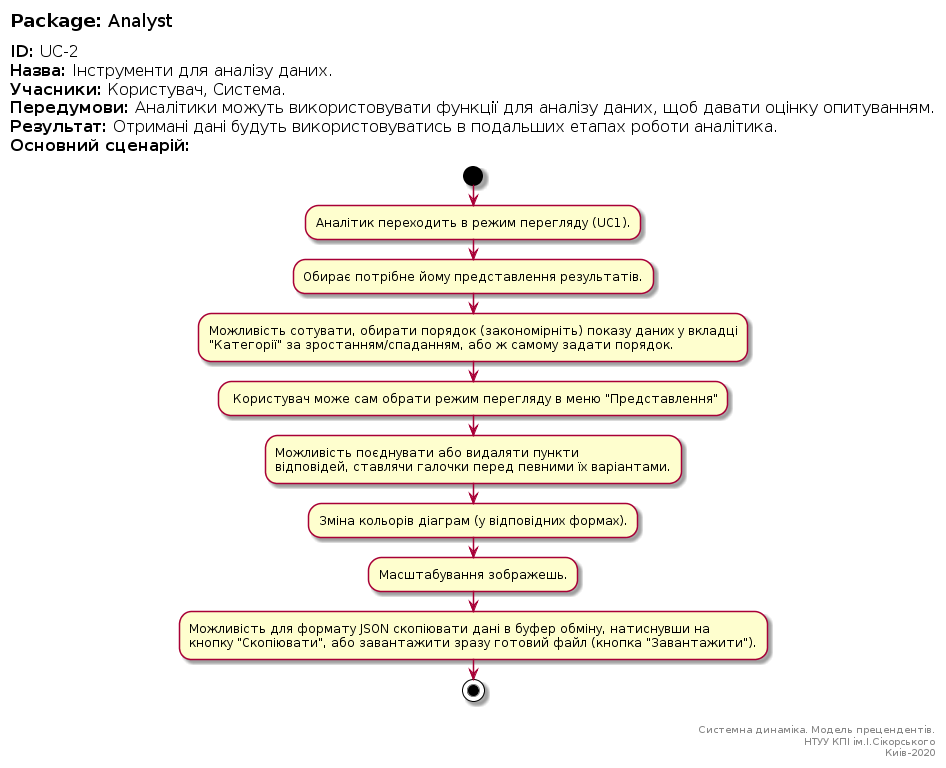 Package: Analyst
ID: UC-2
Назва: Інструменти для аналізу даних.
Учасники: Користувач, Система.
Передумови: Аналітики можуть використовувати функції для аналізу даних, щоб давати оцінку опитуванням.
Результат: Отримані дані будуть використовуватись в подальших етапах роботи аналітика.
Основний сценарій:
Аналітик переходить в режим перегляду (UC1).
Обирає потрібне йому представлення результатів.
Можливість сотувати, обирати порядок (закономірніть) показу даних у вкладці
"Категорії" за зростанням/спаданням, або ж самому задати порядок.
Користувач може сам обрати режим перегляду в меню "Представлення"
Можливість поєднувати або видаляти пункти
відповідей, ставлячи галочки перед певними їх варіантами.
Зміна кольорів діаграм (у відповідних формах).
Масштабування зображешь.
Можливість для формату JSON скопіювати дані в буфер обміну, натиснувши на
кнопку "Скопіювати", або завантажити зразу готовий файл (кнопка "Завантажити").
Системна динаміка. Модель прецендентів.
НТУУ КПІ ім.І.Сікорського
Київ-2020